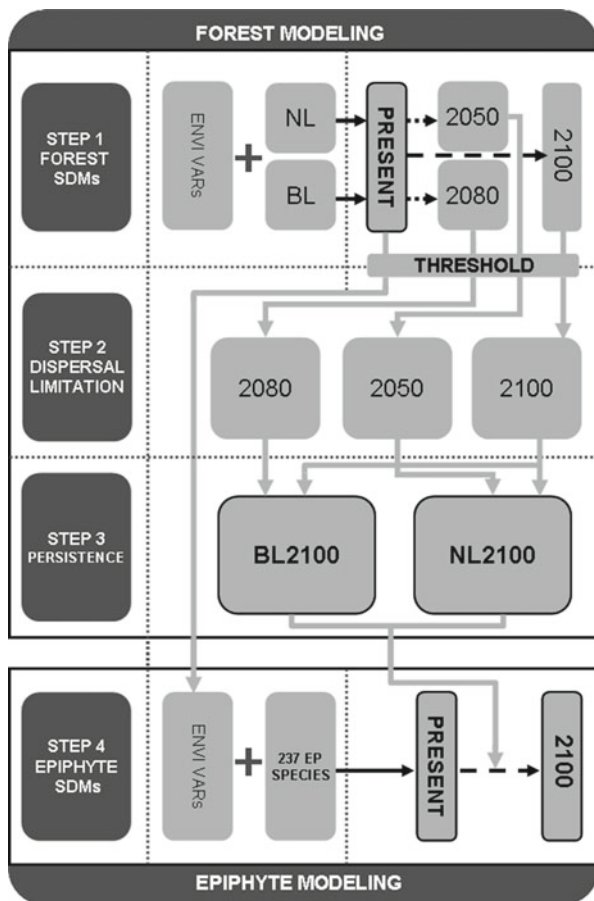 FOREST MODELING
STEP 1
FOREST
SDMs
ENVI VARs
+
NL
BL
PRESENT
2050
2080
2100
THRESHOLD
STEP 2
DISPERSAL
LIMITATION
2080
2050
2100
STEP 3
PERSISTENCE
BL2100
NL2100
STEP 4
EPIPHYTE
SDMs
ENVI VARs
+
237 EP
SPECIES
PRESENT
2100
EPIPHYTE MODELING